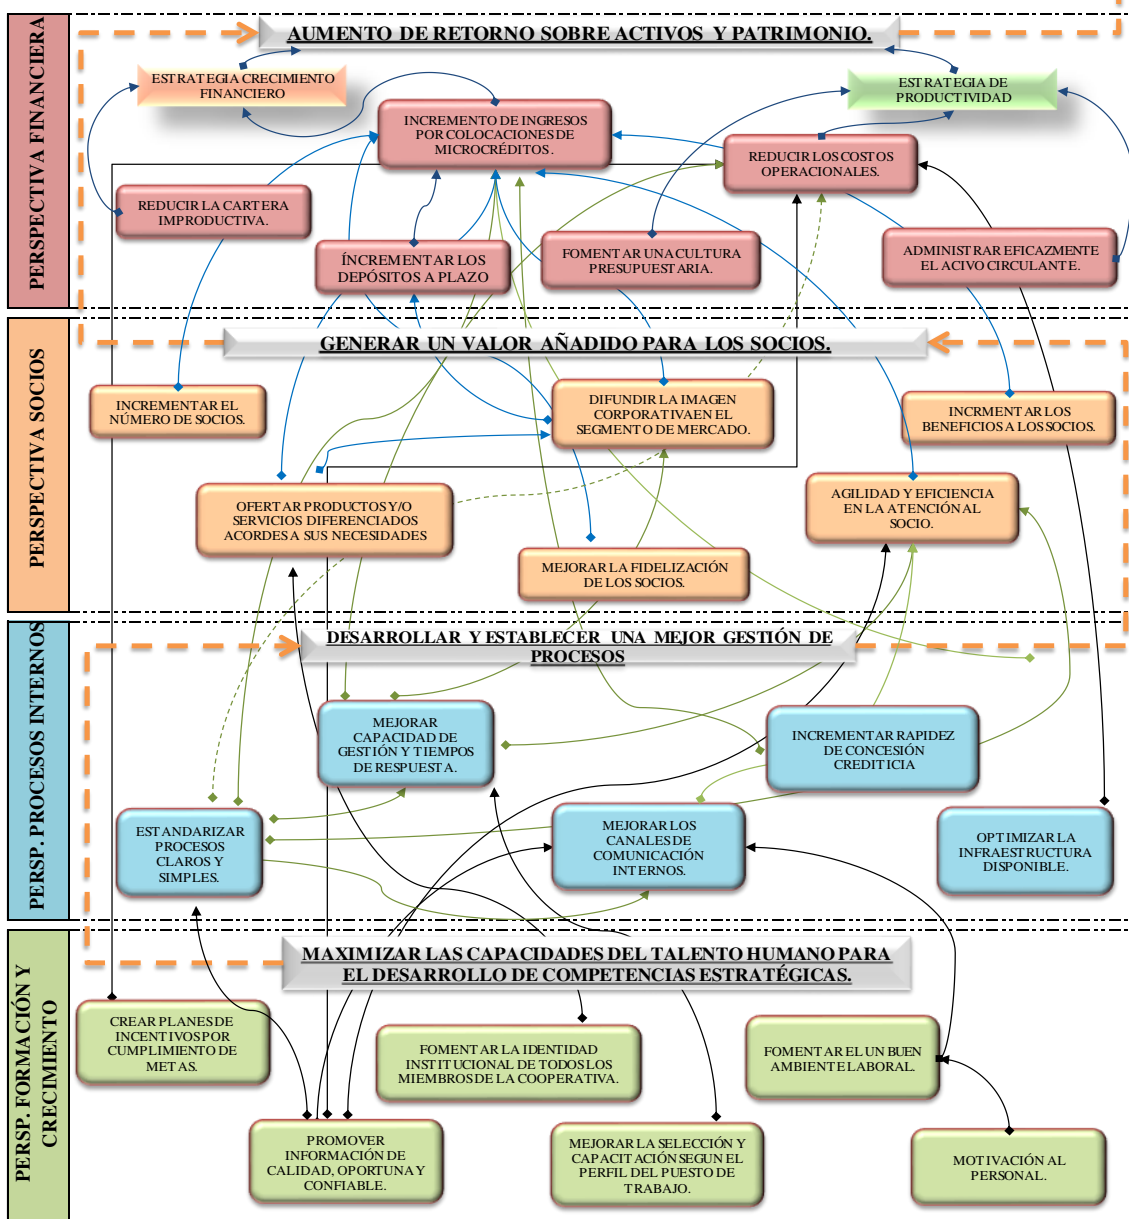 PERSPECTIVA FINANCIERA
AUMENTO DE RETORNO SOBRE ACTIVOS Y PATRIMONIO.
ESTRATEGIA CRECIMIENTO
FINANCIERO
ESTRATEGIA DE
PRODUCTIVIDAD
INCREMENTO DE INGRESOS
POR COLOCACIONES DE
MICROCRÉDITOS.
REDUCIR LOS COSTOS
OPERACIONALES.
REDUCIR LA CARTERA
IMPRODUCTIVA.
ÍNCREMENTAR LOS
DEPÓSITOS A PLAZO
FOMENTAR UNA CULTURA
PRESUPUESTARIA.
ADMINISTRAR EFICAZMENTE
EL ACTIVO CIRCULANTE.
PERSPECTIVA SOCIOS
GENERAR UN VALOR AÑADIDO PARA LOS SOCIOS.
INCREMENTAR EL
NÚMERO DE SOCIOS.
DIFUNDIR LA IMAGEN
CORPORATIVA EN EL
SEGMENTO DE MERCADO.
INCRMENTAR LOS
BENEFICIOS A LOS SOCIOS.
OFERTAR PRODUCTOS Y/O
SERVICIOS DIFERENCIADOS
ACORDES A SUS NECESIDADES
AGILIDAD Y EFICIENCIA
EN LA ATENCIÓN AL
SOCIO.
MEJORAR LA FIDELIZACIÓN
DE LOS SOCIOS.
PERSP. PROCESOS INTERNOS
DESARROLLAR Y ESTABLECER UNA MEJOR GESTIÓN DE
PROCESOS
MEJORAR
CAPACIDAD DE
GESTIÓN Y TIEMPOS
DE RESPUESTA.
INCREMENTAR RAPIDEZ
DE CONCESIÓN
CREDITICIA
ESTANDARIZAR
PROCESOS
CLAROS Y
SIMPLES.
MEJORAR LOS
CANALES DE
COMUNICACIÓN
INTERNOS.
OPTIMIZAR LA
INFRAESTRUCTURA
DISPONIBLE.
PERSP. FORMACIÓN Y
CRECIMIENTO
MAXIMIZAR LAS CAPACIDADES DEL TALENTO HUMANO PARA
EL DESARROLLO DE COMPETENCIAS ESTRATÉGICAS.
CREAR PLANES DE
INCENTIVOS POR
CUMPLIMIENTO DE
METAS.
FOMENTAR LA IDENTIDAD
INSTITUCIONAL DE TODOS LOS
MIEMBROS DE LA COOPERATIVA.
FOMENTAR EL UN BUEN
AMBIENTE LABORAL.
PROMOVER
INFORMACIÓN DE
CALIDAD, OPORTUNA Y
CONFIABLE.
MEJORAR LA SELECCIÓN Y
CAPACITACIÓN SEGUN EL
PERFIL DEL PUESTO DE
TRABAJO.
MOTIVACIÓN AL
PERSONAL.